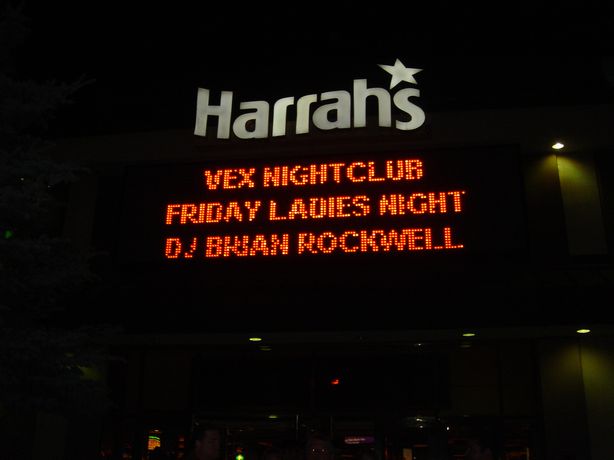 Harrah's
VEX NIGHTCLUB
FRIDAY LADIES NIGHT
DJ BRIAN ROCKWELL